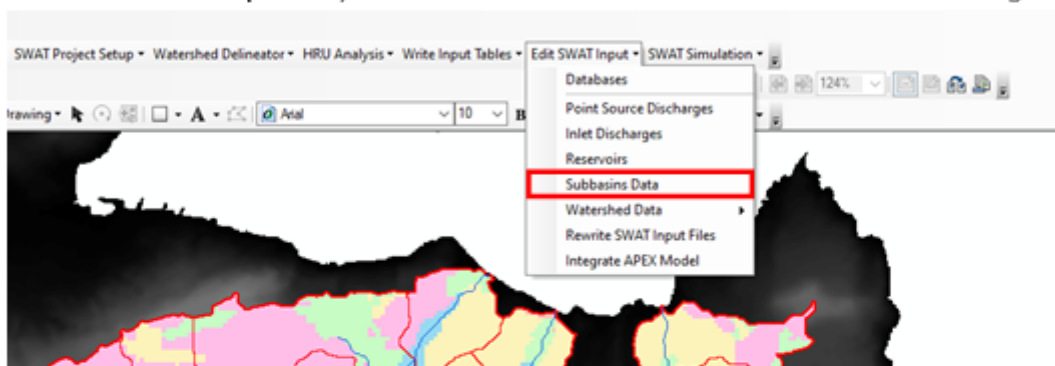 SWAT Project Setup Watershed Delineator HRU Analysis Write Input Tables Edit SWAT Input SWAT Simulation
Databases
124%
Point Source Discharges
rawing A Arial 10 B
Inlet Discharges
Reservoirs
Subbasins Data
Watershed Data
Rewrite SWAT Input Files
Integrate APEX Model